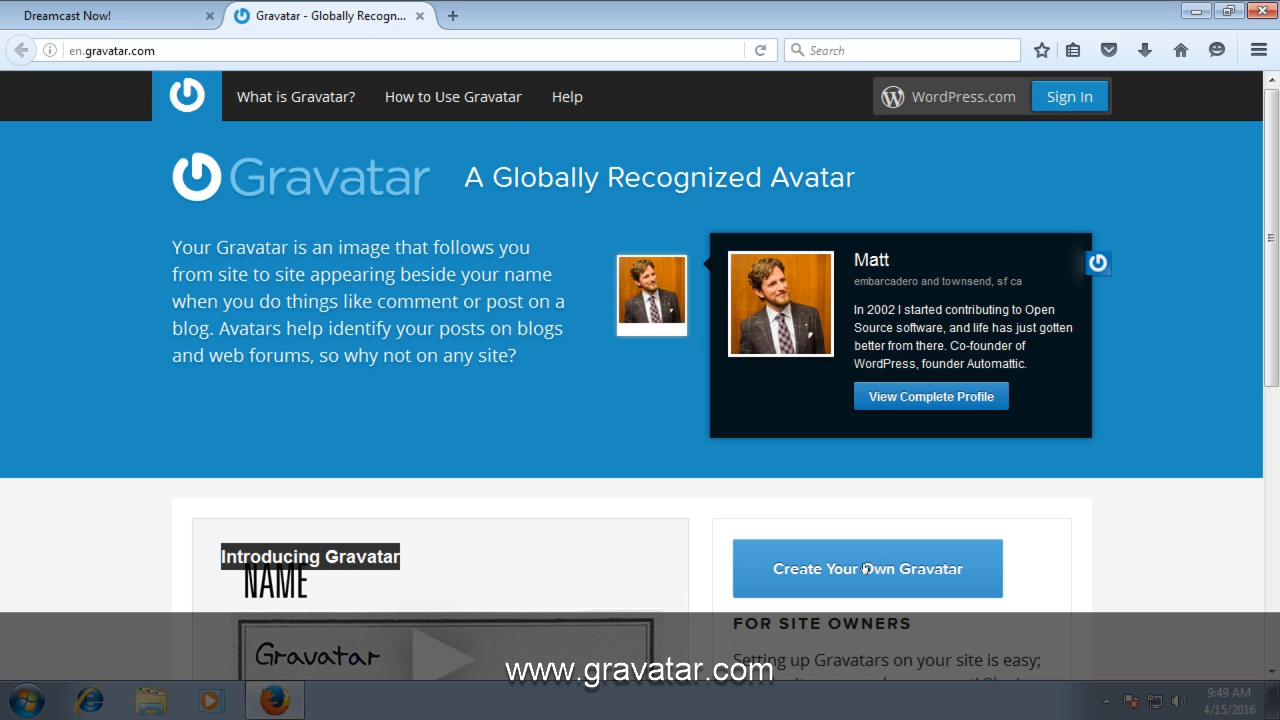 Dreamcast Now!
Gravatar - Globally Recogn...
en.gravatar.com
Search
What is Gravatar?
How to Use Gravatar
Help
WordPress.com
Sign In
Gravatar
A Globally Recognized Avatar
Your Gravatar is an image that follows you
from site to site appearing beside your name
when you do things like comment or post on a
blog. Avatars help identify your posts on blogs
and web forums, so why not on any site?
Matt
embarcadero and townsend, sf ca
In 2002 I started contributing to Open
Source software, and life has just gotten
better from there. Co-founder of
WordPress, founder Automattic.
View Complete Profile
Introducing Gravatar
NAME
Gravatar
Create Your Own Gravatar
FOR SITE OWNERS
Setting up Gravatars on your site is easy;
www.gravatar.com
9:49 AM
4/15/2016